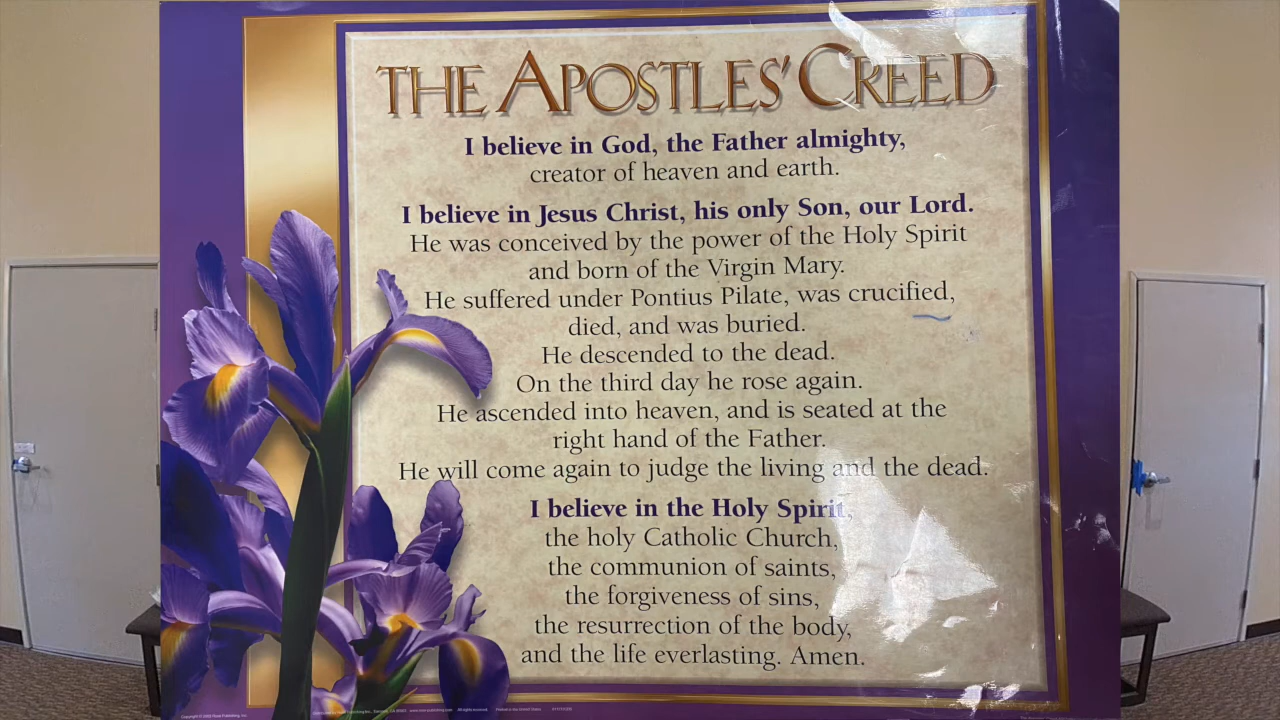 THE APOSTLES' CREED
I believe in God, the Father almighty,
creator of heaven and earth.
I believe in Jesus Christ, his only Son, our Lord.
He was conceived by the power of the Holy Spirit
and born of the Virgin Mary.
He suffered under Pontius Pilate, was crucified,
died, and was buried.
He descended to the dead.
On the third day he rose again.
He ascended into heaven, and is seated at the
right hand of the Father.
He will come again to judge the living and the dead.
I believe in the Holy Spirit,
the holy Catholic Church,
the communion of saints,
the forgiveness of sins,
the resurrection of the body,
and the life everlasting. Amen.